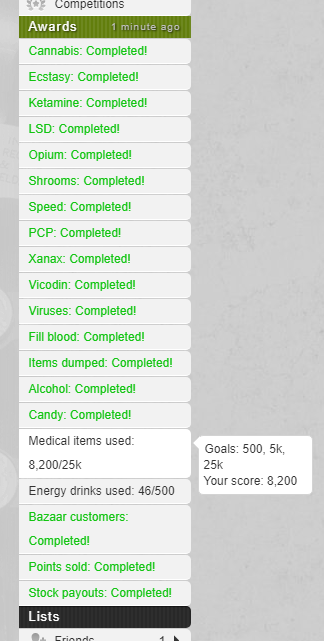 Competitions
Awards 1 minute ago
Cannabis: Completed!
Ecstasy: Completed!
Ketamine: Completed!
LSD: Completed!
Opium: Completed!
Shrooms: Completed!
Speed: Completed!
PCP: Completed!
Xanax: Completed!
Vicodin: Completed!
Viruses: Completed!
Fill blood: Completed!
Items dumped: Completed!
Alcohol: Completed!
Candy: Completed!
Medical items used:
8,200/25k
Goals: 500, 5k,
25k
Your score: 8,200
Energy drinks used: 46/500
Bazaar customers:
Completed!
Points sold: Completed!
Stock payouts: Completed!
Lists
Friends 1